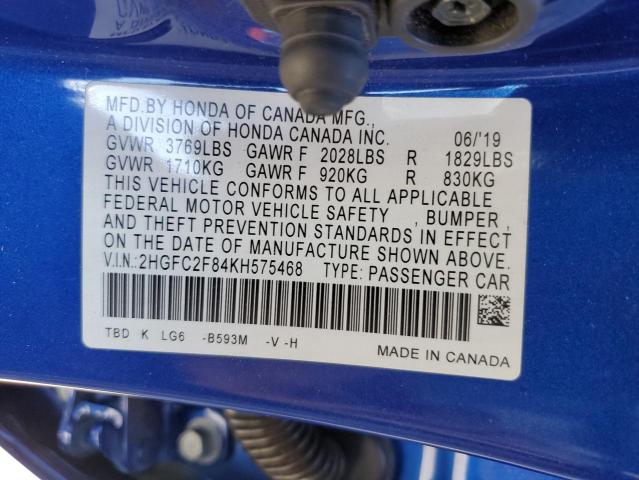 MFD.BY HONDA OF CANADA MFG.,
A DIVISION OF HONDA CANADA INC. 06/'19
GVWR 3769LBS GAWR F 2028LBS R 1829LBS
GVWR 1710KG GAWR F 920KG R 830KG
THIS VEHICLE CONFORMS TO ALL APPLICABLE
FEDERAL MOTOR VEHICLE SAFETY , BUMPER,
AND THEFT PREVENTION STANDARDS IN EFFECT
ON THE DATE OF MANUFACTURE SHOWN ABOVE.
V.I.N.:2HGFC2F84KH575468 TYPE: PASSENGER CAR
TBD K LG6 -B593M -V -H
MADE IN CANADA